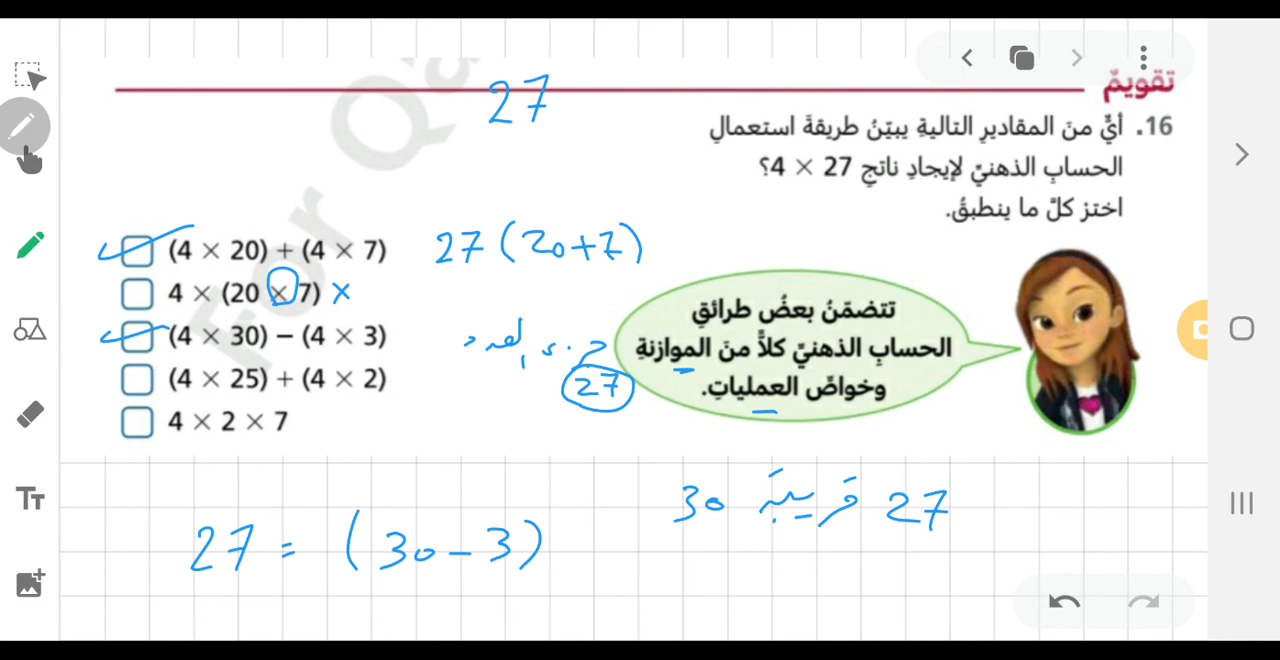 تقويمٌ
27
16. أيٌّ منَ المقاديرِ التاليةِ يبيّنُ طريقةَ استعمالِ
الحسابِ الذهنيّ لإيجادِ ناتجِ 27 × 4؟
اخترْ كلَّ ما ينطبقُ.
(4 × 20) + (4 × 7)
27 (20+7)
4 × (20 × 7) ×
(4 × 30) − (4 × 3)
(4 × 25) + (4 × 2)
4 × 2 × 7
27
تتضمّنُ بعضُ طرائقِ
الحسابِ الذهنيّ كلاًّ منَ الموازنةِ
وخواصِّ العملياتِ.
27 قريبة 30
27 = (30 − 3)
For Qa
TT